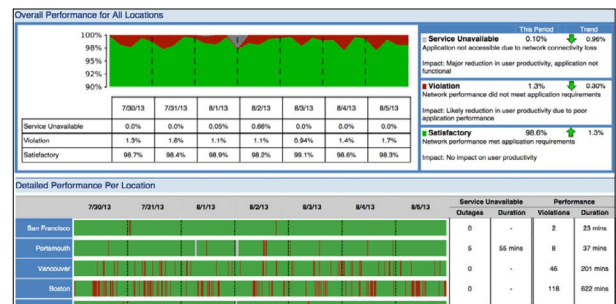 Overall Performance for All Locations
This Period Trend
100%
98%
96%
92%
90%
Service Unavailable 0.10% 0.96%
Application not accessible due to network connectivity loss
Impact: Major reduction in user productivity, application not
functional
Violation 1.3% 0.30%
Network performance did not meet application requirements
Impact: Likely reduction in user productivity due to poor
application performance
Satisfactory 98.6% 1.3%
Network performance met application requirements
Impact: No impact on user productivity
7/30/13 7/31/13 8/1/13 8/2/13 8/3/13 8/4/13 8/5/13
Service Unavailable 0.0% 0.0% 0.05% 0.66% 0.0% 0.0% 0.0%
Violation 1.3% 1.6% 1.1% 1.1% 0.94% 1.4% 1.7%
Satisfactory 98.7% 98.4% 98.9% 98.2% 99.1% 98.6% 98.3%
Detailed Performance Per Location
Service Unavailable Performance
7/30/13 7/31/13 8/1/13 8/2/13 8/3/13 8/4/13 8/5/13 Outages Duration Violations Duration
San Francisco 0 - 2 23 mins
Portsmouth 5 55 mins 8 37 mins
Vancouver 0 - 46 201 mins
Boston 0 - 118 622 mins